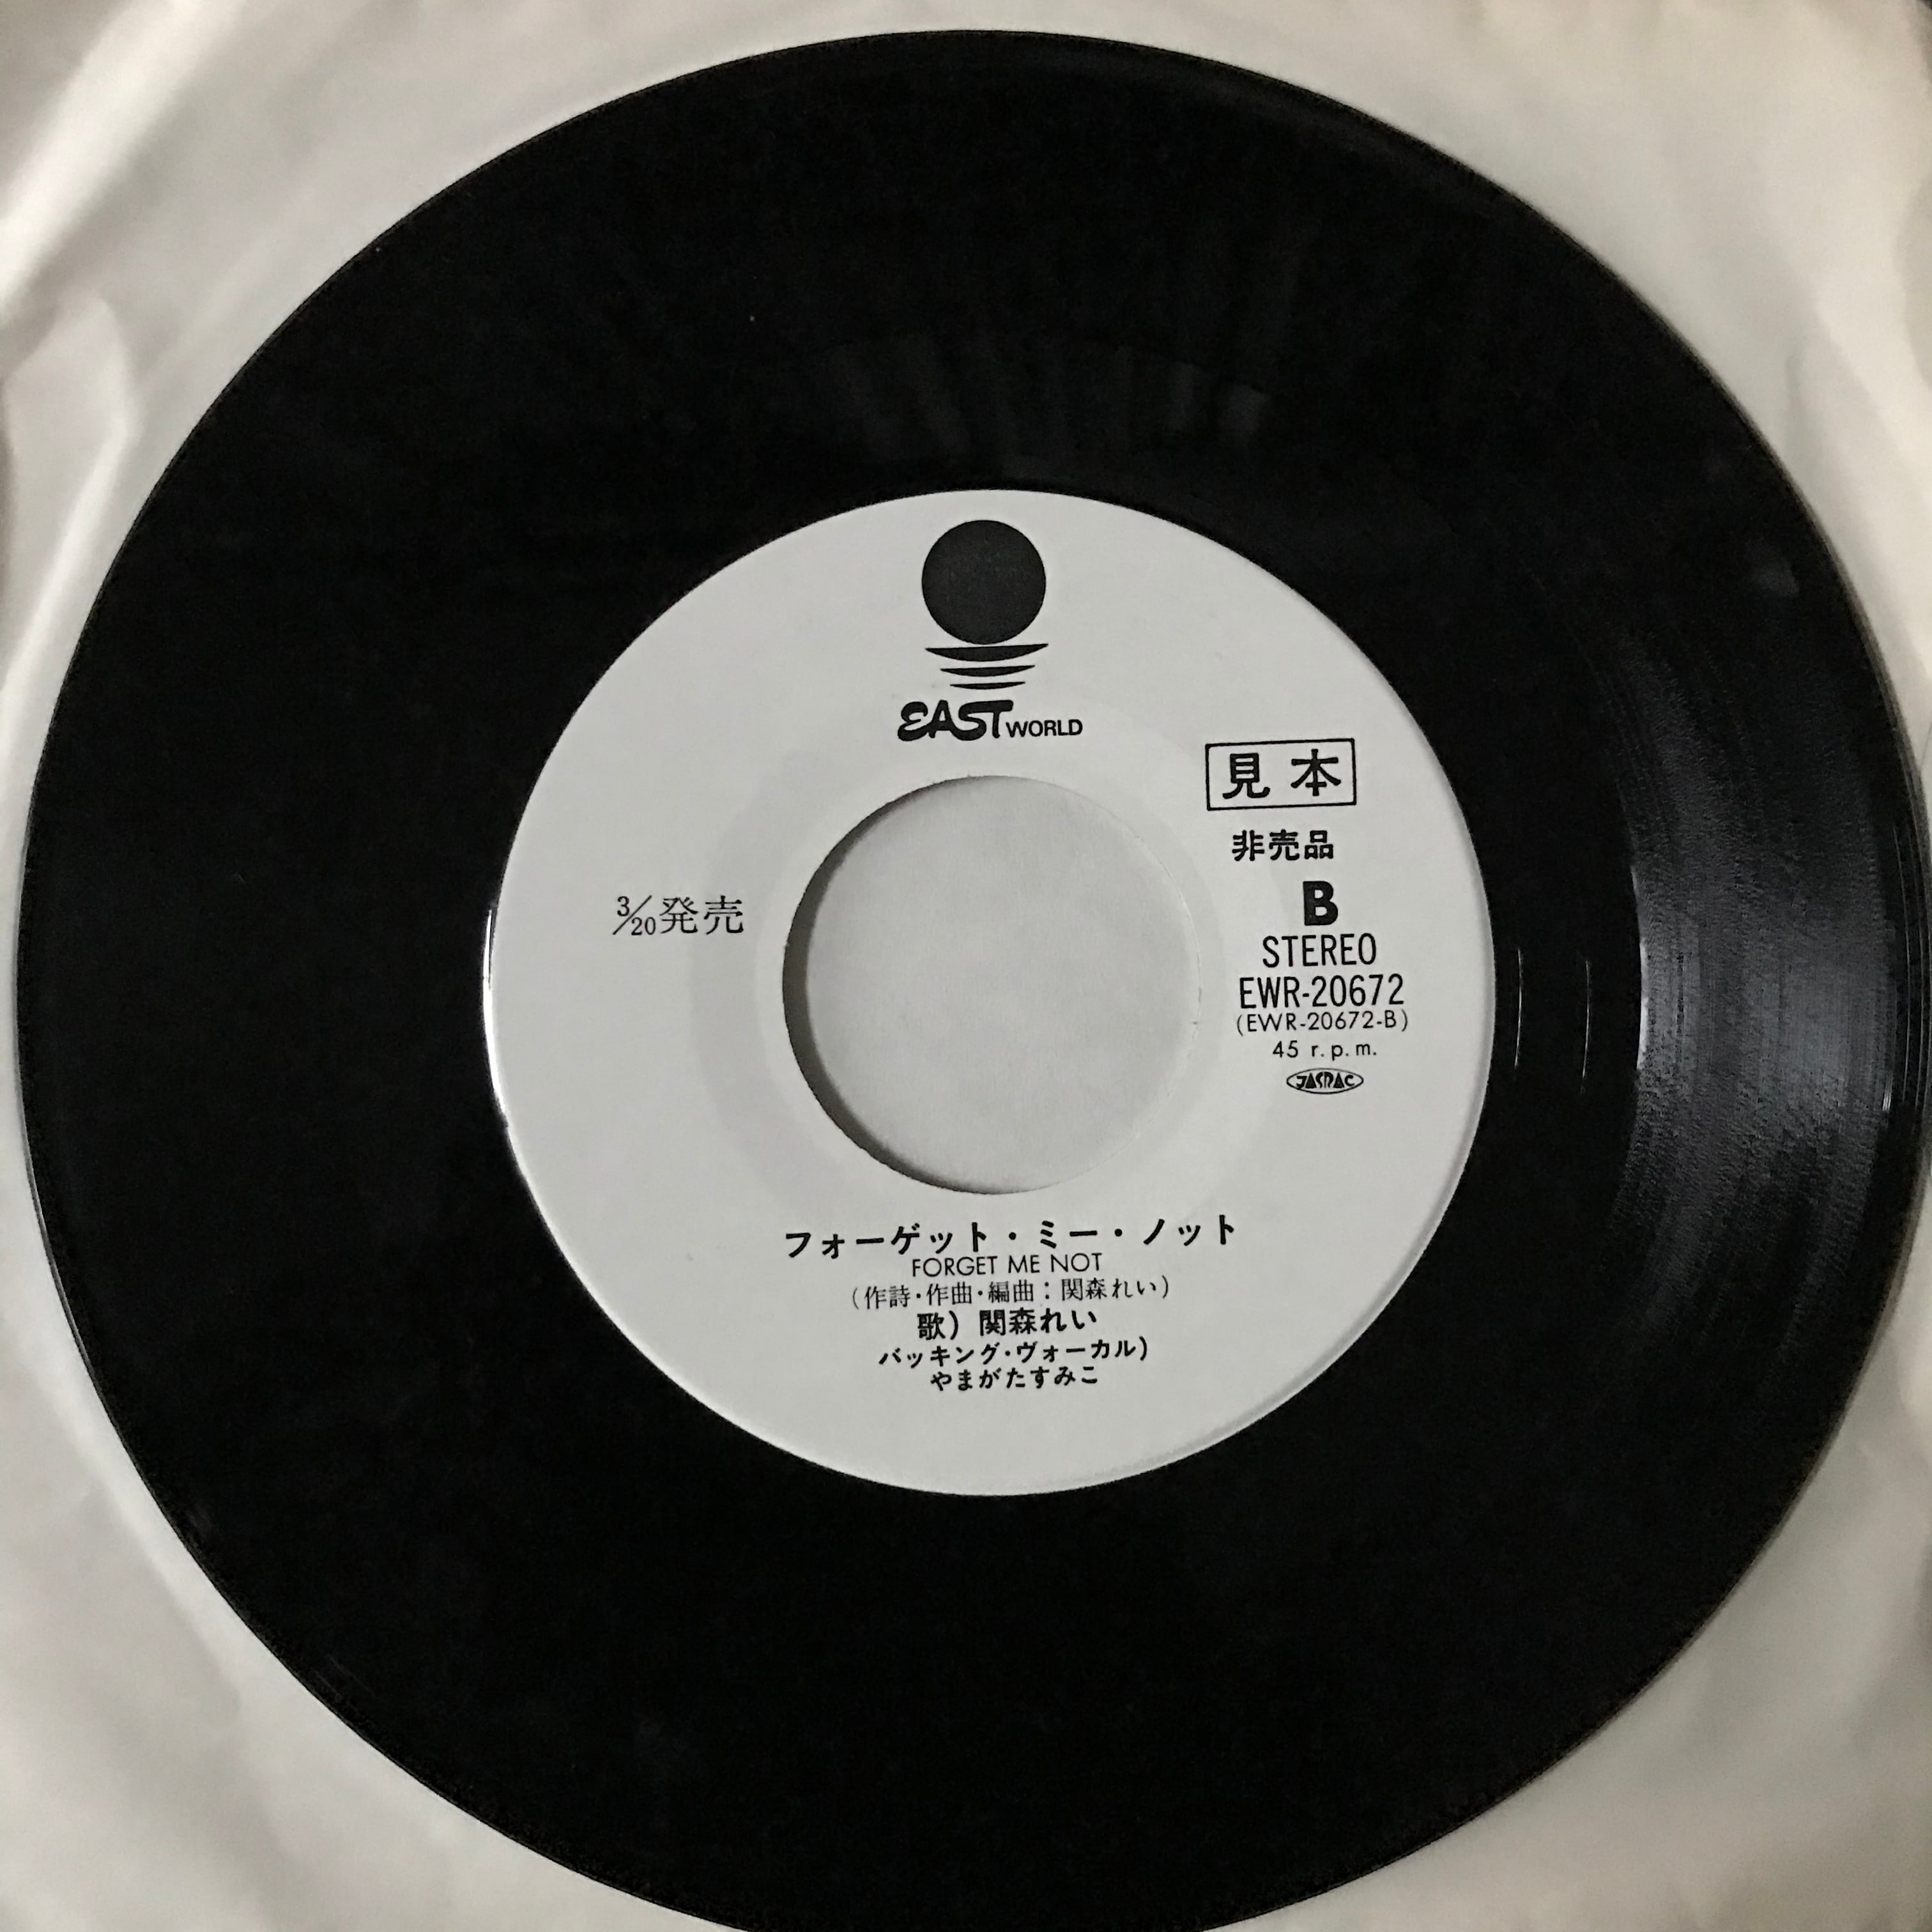 EAST WORLD
見本
非売品
3/20発売
B
STEREO
EWR-20672
(EWR-20672-B)
45 r.p.m.
JASRAC
フォーゲット・ミー・ノット
FORGET ME NOT
(作詩・作曲・編曲：関森れい)
歌) 関森れい
バッキング・ヴォーカル)
やまがたすみこ